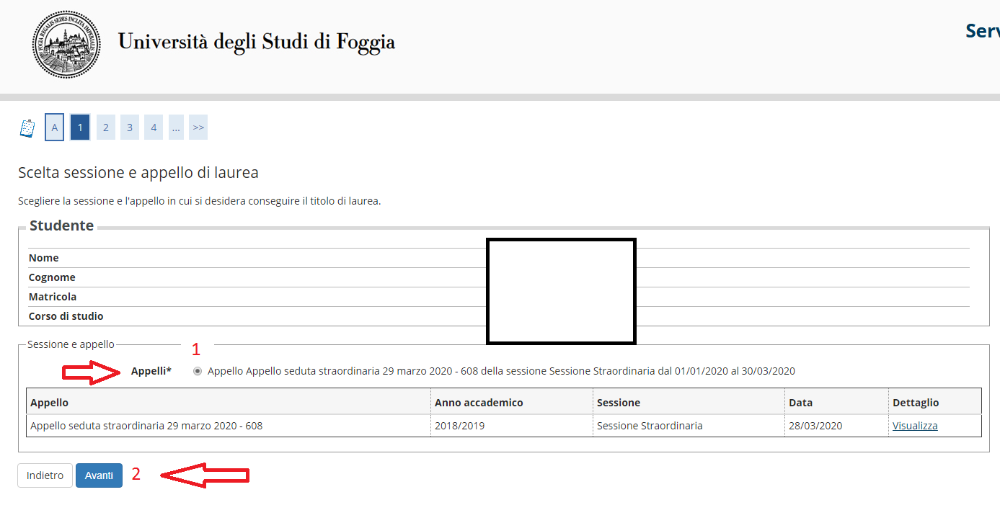 Università degli Studi di Foggia
Serv
A 1 2 3 4 ... >>
Scelta sessione e appello di laurea
Scegliere la sessione e l'appello in cui si desidera conseguire il titolo di laurea.
Studente
Nome
Cognome
Matricola
Corso di studio
Sessione e appello
1
Appelli* Appello Appello seduta straordinaria 29 marzo 2020 - 608 della sessione Sessione Straordinaria dal 01/01/2020 al 30/03/2020
Appello Anno accademico Sessione Data Dettaglio
Appello seduta straordinaria 29 marzo 2020 - 608 2018/2019 Sessione Straordinaria 28/03/2020 Visualizza
Indietro Avanti 2